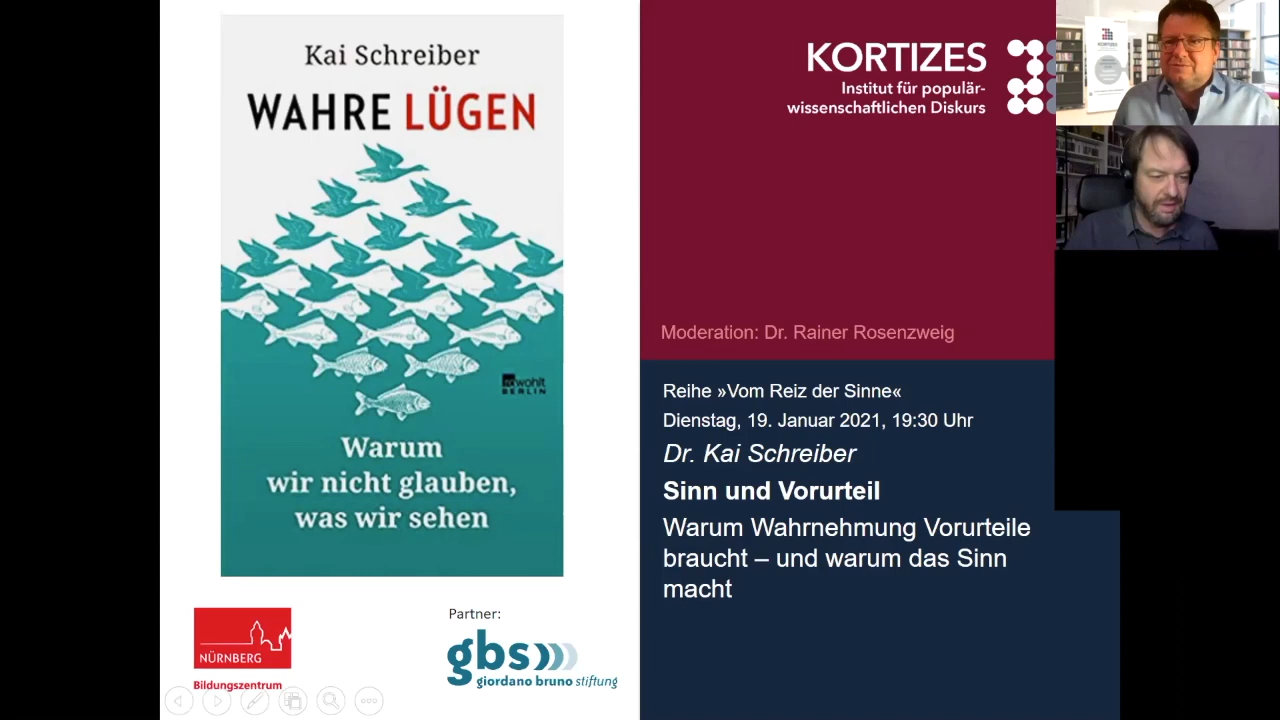 Kai Schreiber
WAHRE LÜGEN
rowohlt
BERLIN
Warum
wir nicht glauben,
was wir sehen
NÜRNBERG
Bildungszentrum
Partner:
gbs
giordano bruno stiftung
KORTIZES
Institut für populär-
wissenschaftlichen Diskurs
Moderation: Dr. Rainer Rosenzweig
Reihe »Vom Reiz der Sinne«
Dienstag, 19. Januar 2021, 19:30 Uhr
Dr. Kai Schreiber
Sinn und Vorurteil
Warum Wahrnehmung Vorurteile
braucht – und warum das Sinn
macht
KORTIZES